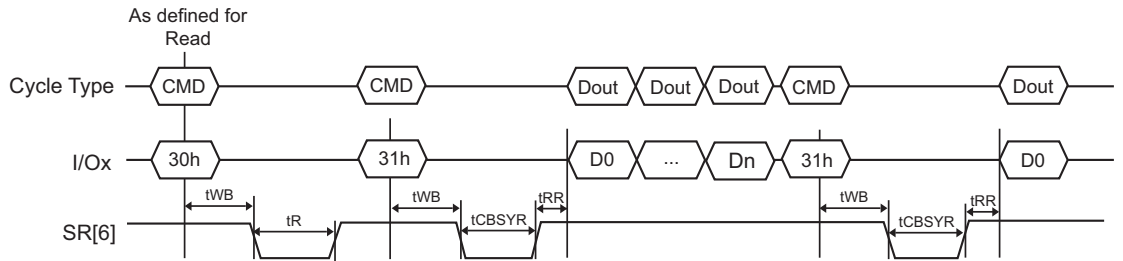 As defined for
Read
Cycle Type CMD CMD Dout Dout Dout CMD Dout
I/Ox 30h 31h D0 ... Dn 31h D0
tWB tWB tRR tWB tRR
tR tCBSYR tCBSYR
SR[6]